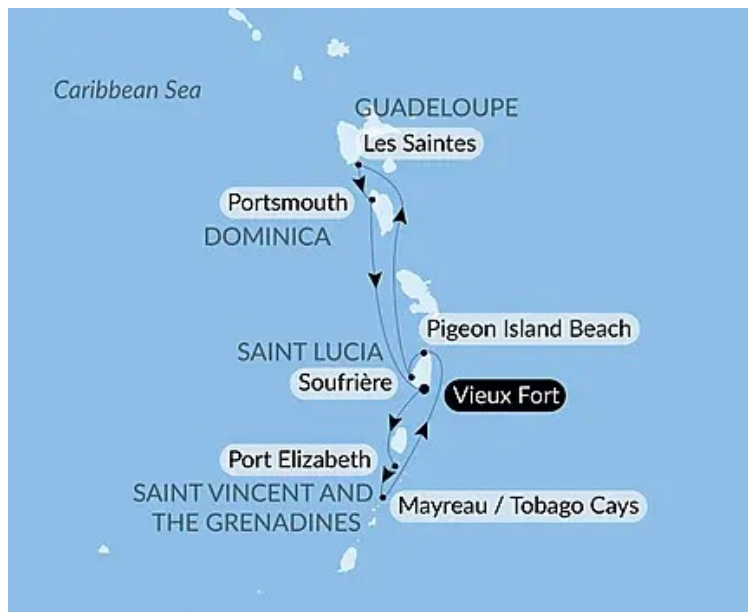 Caribbean Sea
GUADELOUPE
Les Saintes
Portsmouth
DOMINICA
Pigeon Island Beach
SAINT LUCIA
Soufrière
Vieux Fort
Port Elizabeth
SAINT VINCENT AND
THE GRENADINES
Mayreau / Tobago Cays